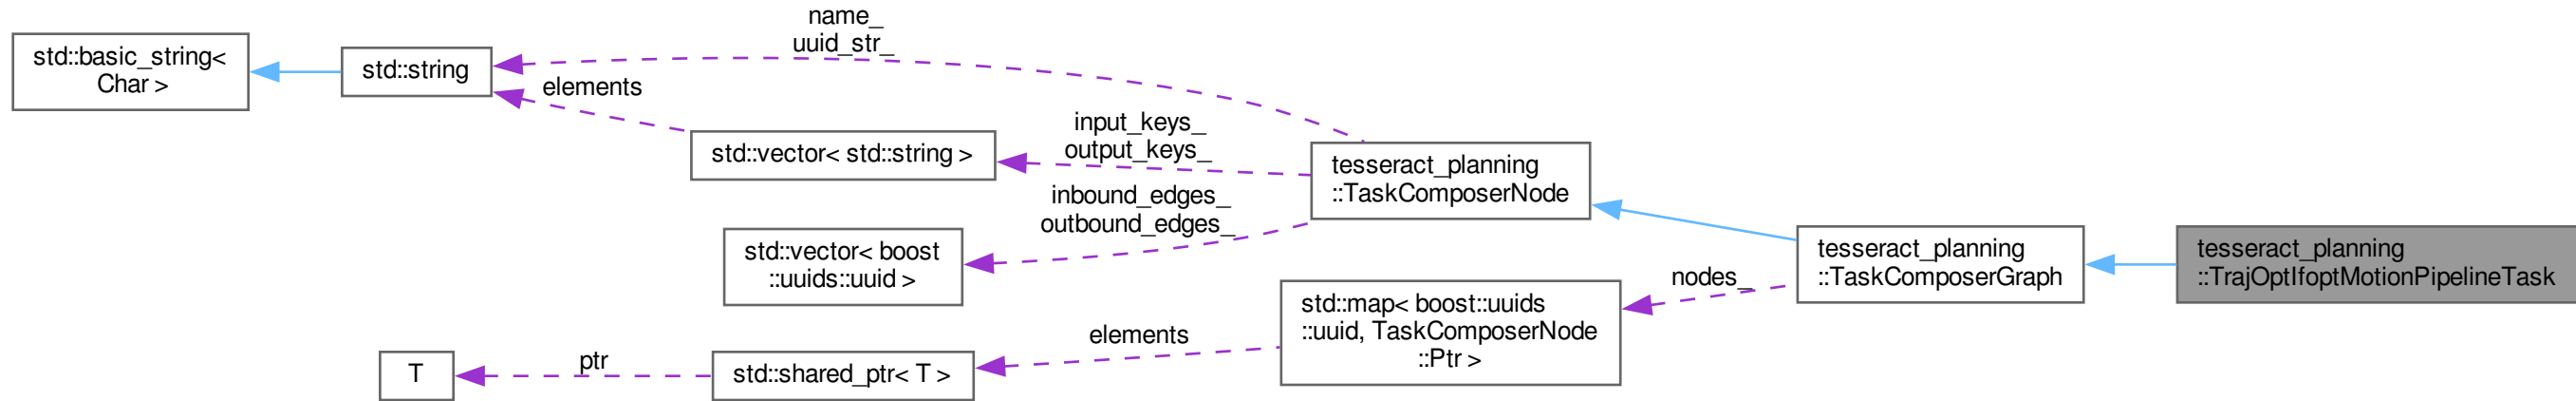 name_
uuid_str_
std::basic_string<
Char >
std::string
elements
std::vector< std::string >
input_keys_
output_keys_
inbound_edges_
outbound_edges_
std::vector< boost
::uuids::uuid >
tesseract_planning
::TaskComposerNode
tesseract_planning
::TaskComposerGraph
tesseract_planning
::TrajOptIfoptMotionPipelineTask
nodes_
std::map< boost::uuids
::uuid, TaskComposerNode
::Ptr >
elements
std::shared_ptr< T >
ptr
T